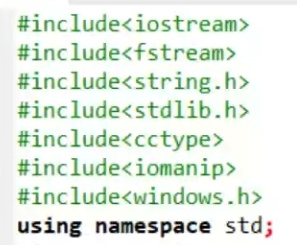 #include<iostream>
#include<fstream>
#include<string.h>
#include<stdlib.h>
#include<cctype>
#include<iomanip>
#include<windows.h>
using namespace std;